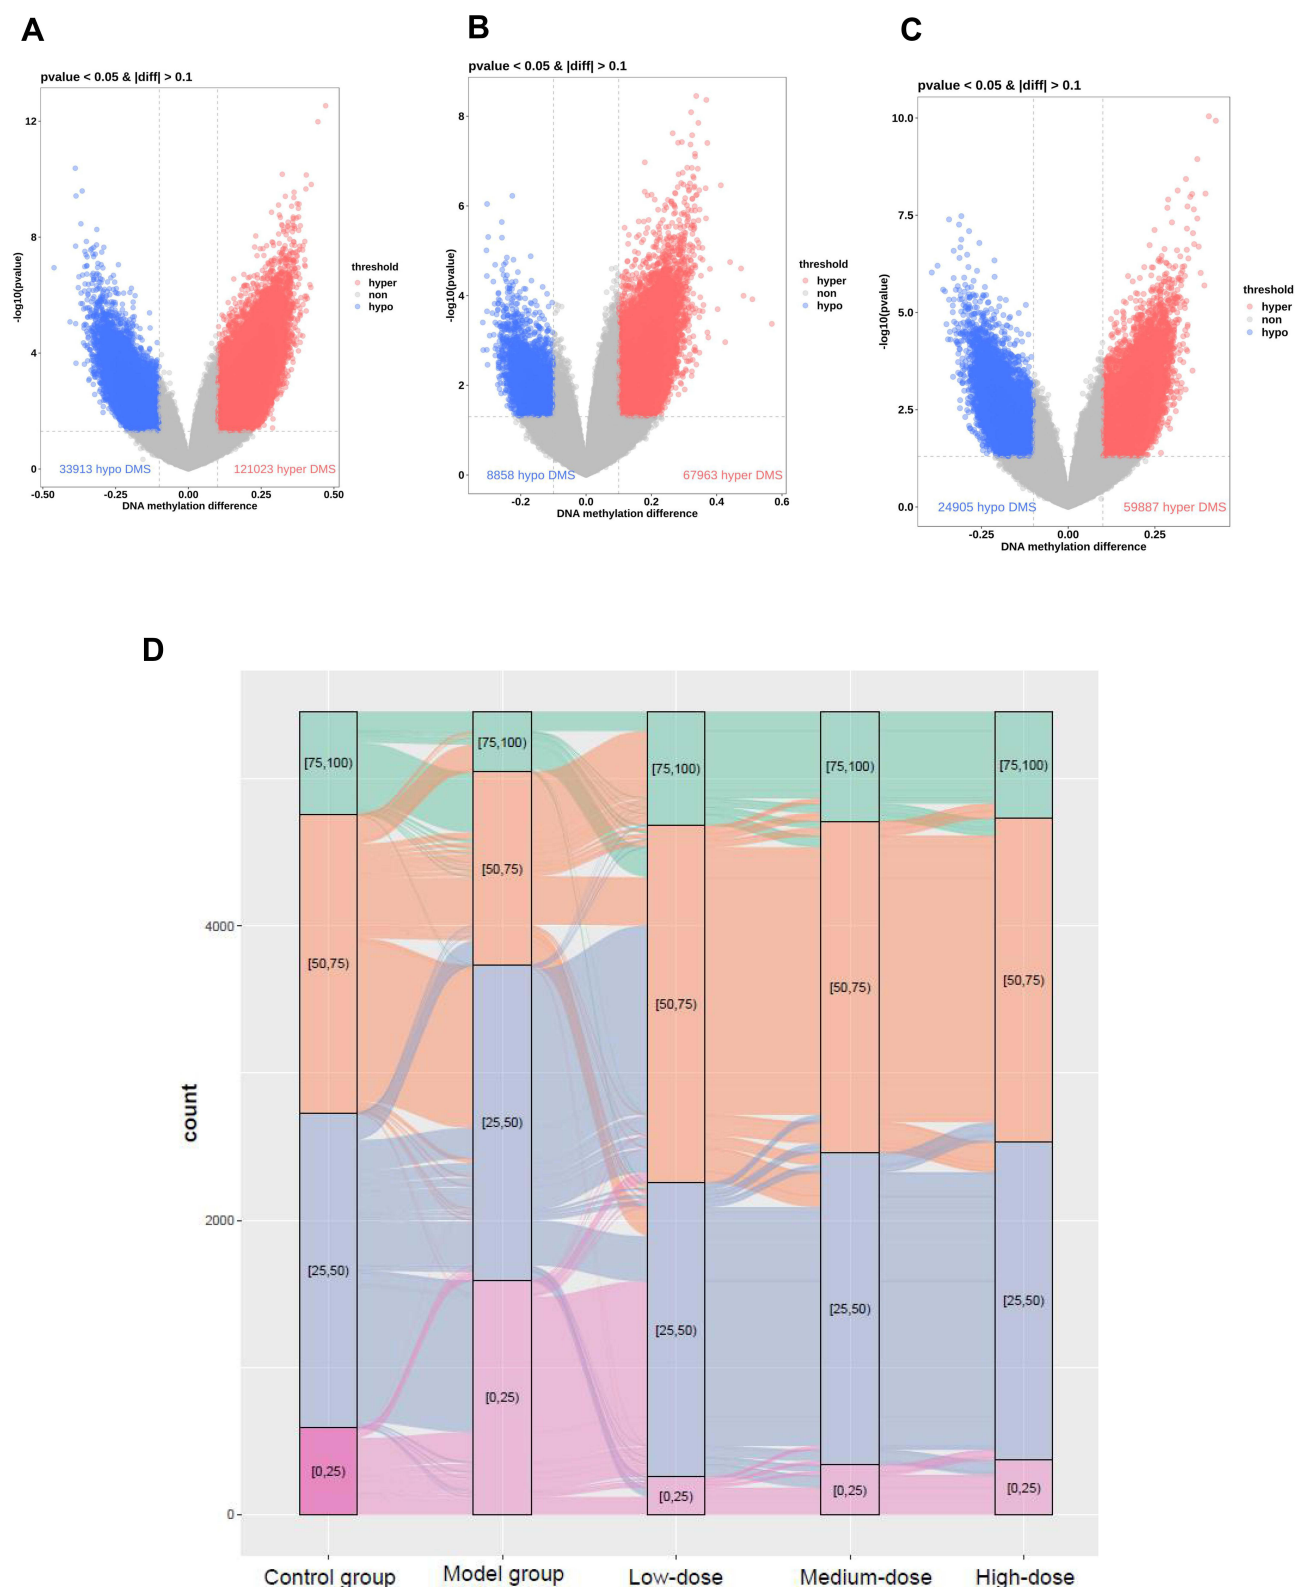 A
B
C
pvalue < 0.05 & |diff| > 0.1
12
8
4
0
-log10(pvalue)
33913 hypo DMS
121023 hyper DMS
-0.50
-0.25
0.00
0.25
0.50
DNA methylation difference
threshold
hyper
non
hypo
pvalue < 0.05 & |diff| > 0.1
8
6
4
2
0
-log10(pvalue)
8858 hypo DMS
67963 hyper DMS
-0.2
0.0
0.2
0.4
0.6
DNA methylation difference
threshold
hyper
non
hypo
pvalue < 0.05 & |diff| > 0.1
10.0
7.5
5.0
2.5
0.0
-log10(pvalue)
24905 hypo DMS
59887 hyper DMS
-0.25
0.00
0.25
DNA methylation difference
threshold
hyper
non
hypo
D
count
4000
2000
0
[75,100)
[50,75)
[25,50)
[0,25)
[75,100)
[50,75)
[25,50)
[0,25)
[75,100)
[50,75)
[25,50)
[0,25)
[75,100)
[50,75)
[25,50)
[0,25)
[75,100)
[50,75)
[25,50)
[0,25)
Control group
Model group
Low-dose
Medium-dose
High-dose